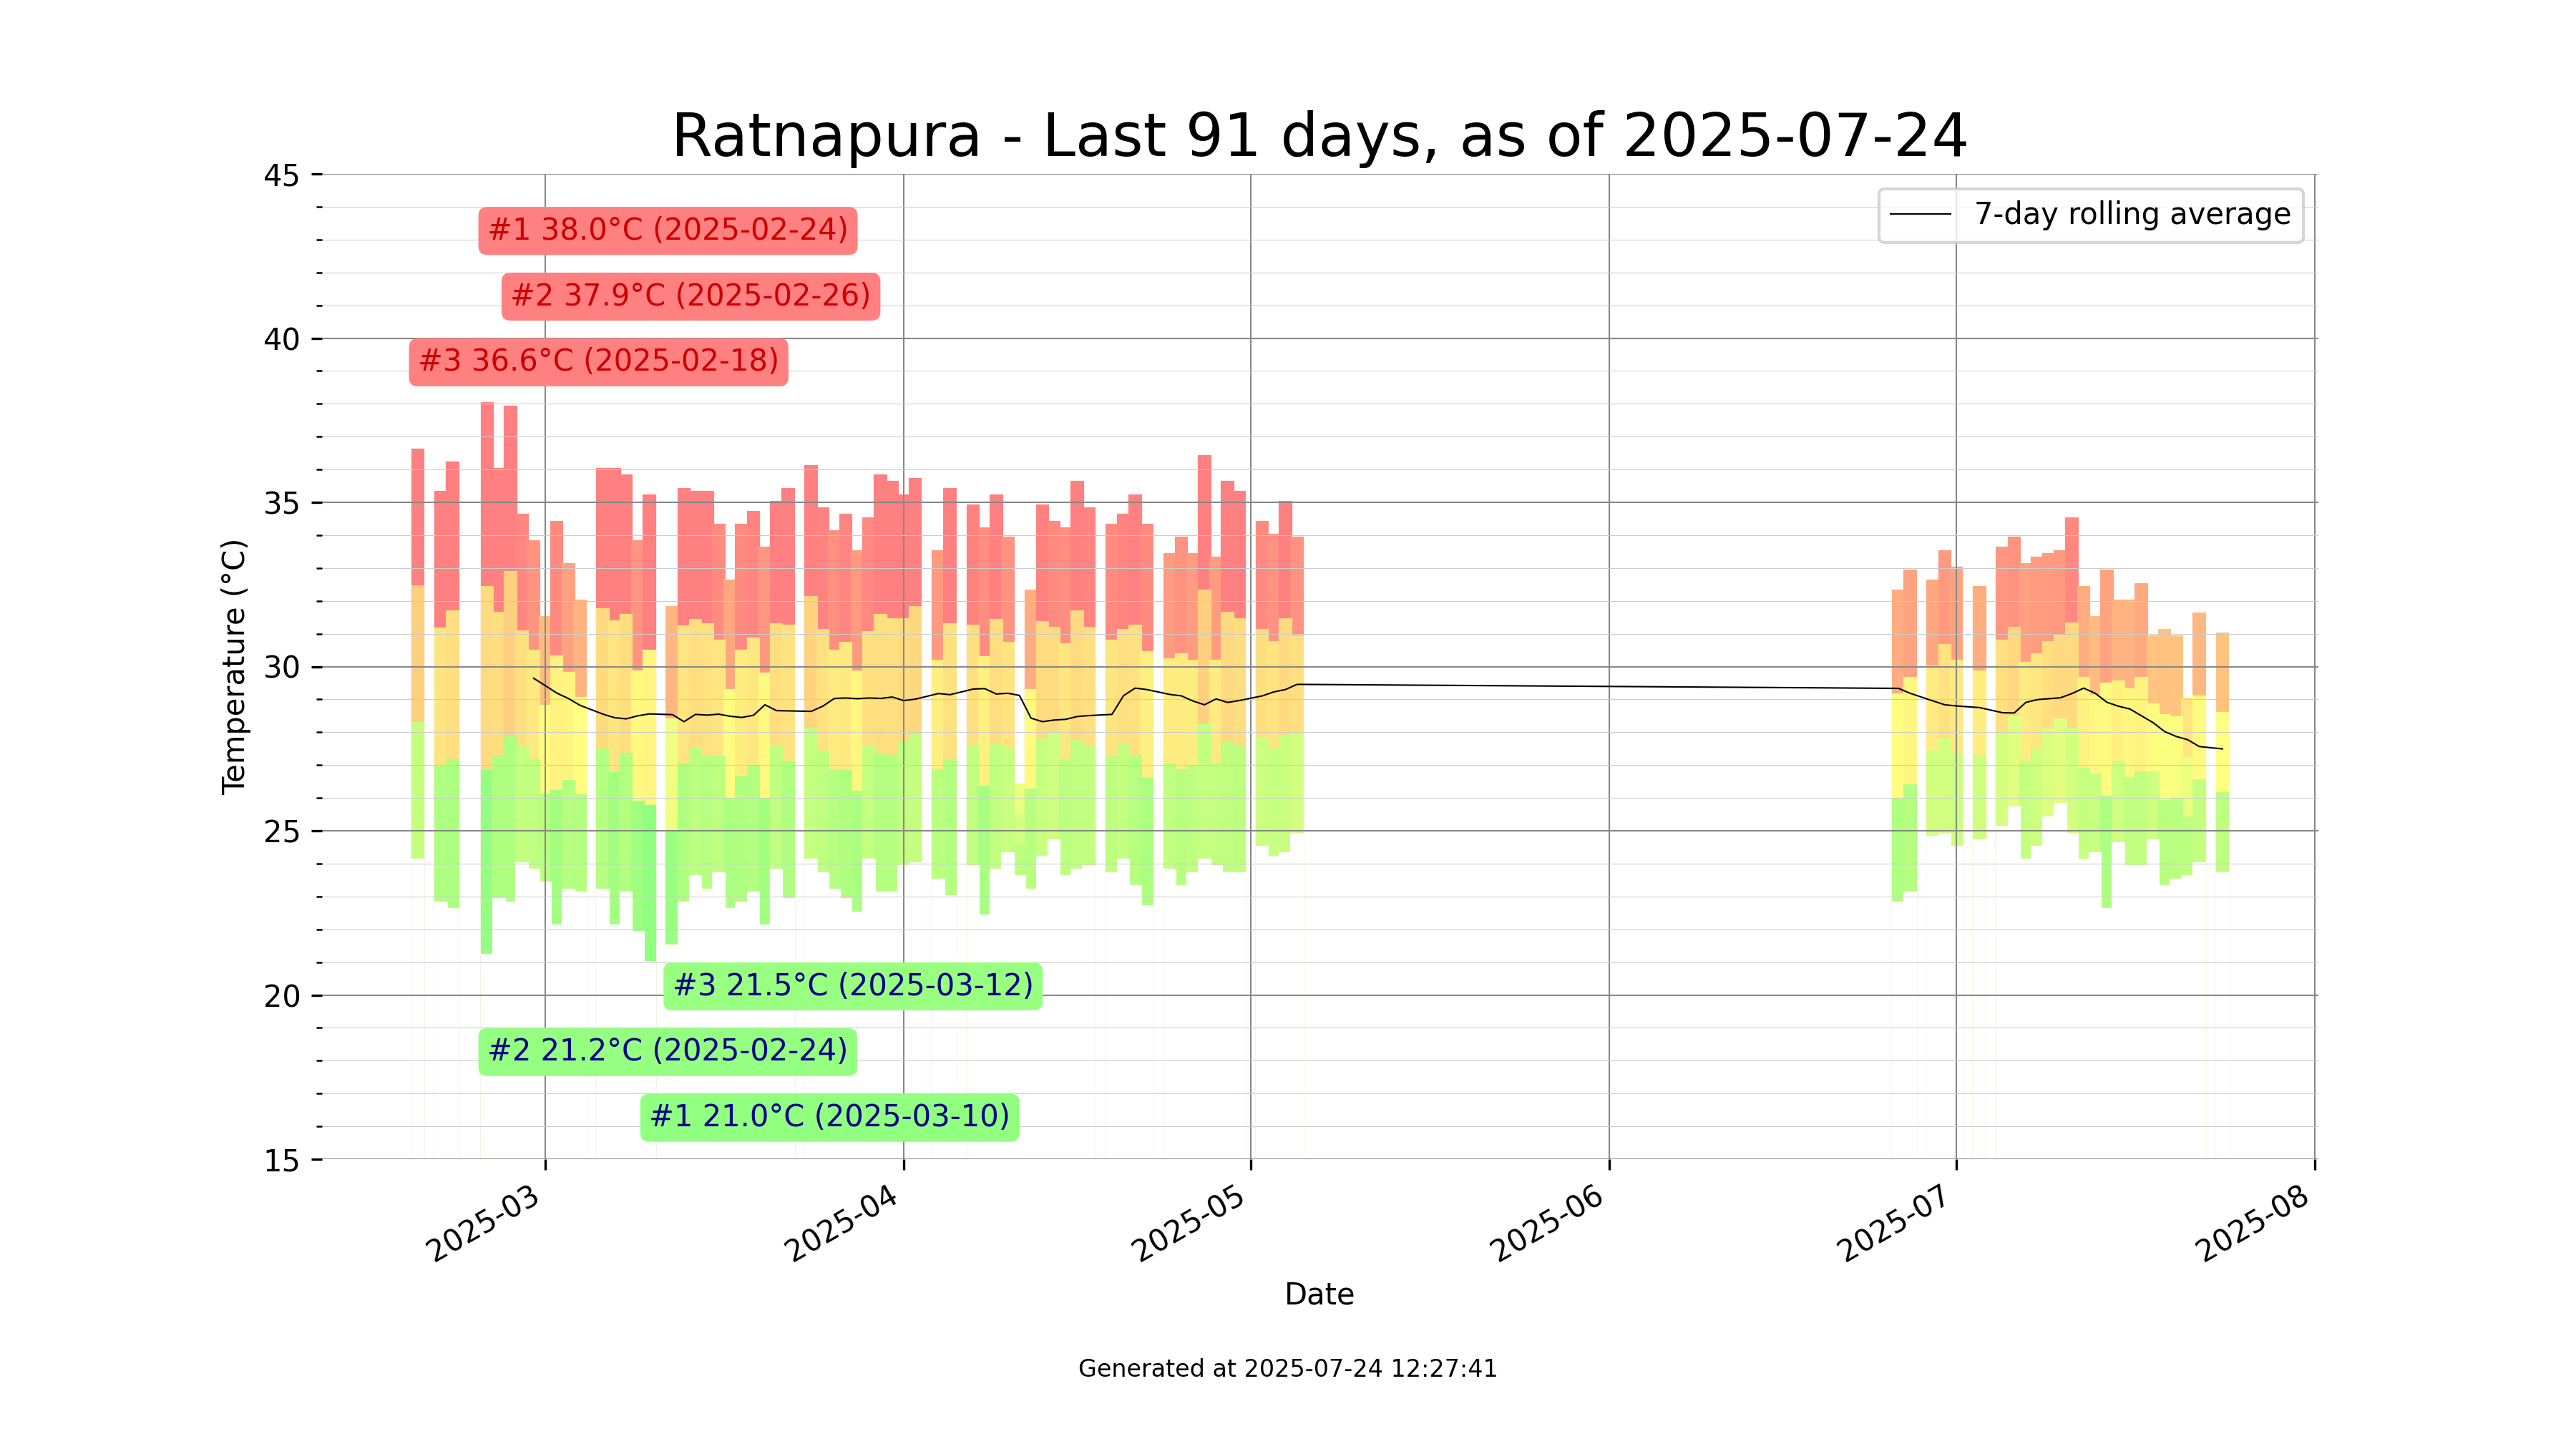 Ratnapura - Last 91 days, as of 2025-07-24
7-day rolling average
#1 38.0°C (2025-02-24)
#2 37.9°C (2025-02-26)
#3 36.6°C (2025-02-18)
#3 21.5°C (2025-03-12)
#2 21.2°C (2025-02-24)
#1 21.0°C (2025-03-10)
Temperature (°C)
45
40
35
30
25
20
15
2025-03
2025-04
2025-05
2025-06
2025-07
2025-08
Date
Generated at 2025-07-24 12:27:41